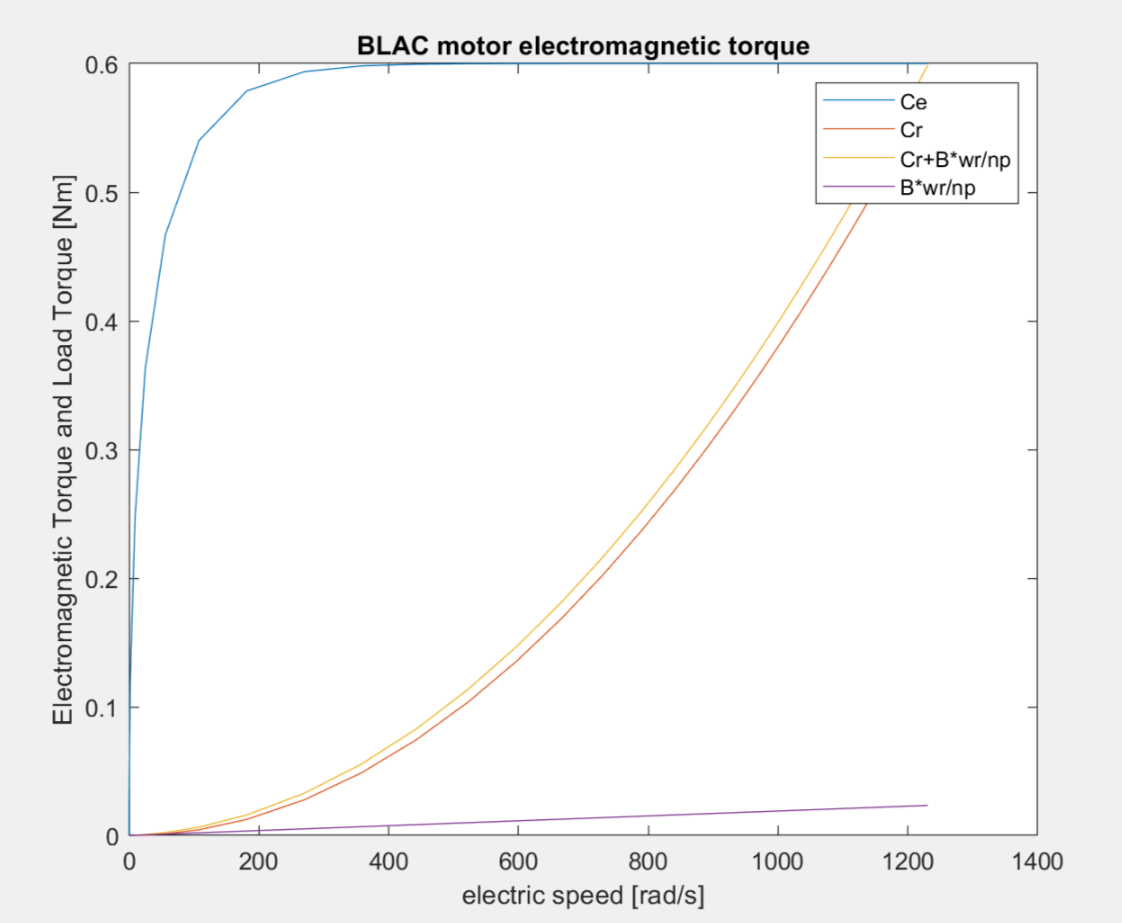 BLAC motor electromagnetic torque
Electromagnetic Torque and Load Torque [Nm]
0.6
0.5
0.4
0.3
0.2
0.1
0
Ce
Cr
Cr+B*wr/np
B*wr/np
0 200 400 600 800 1000 1200 1400
electric speed [rad/s]